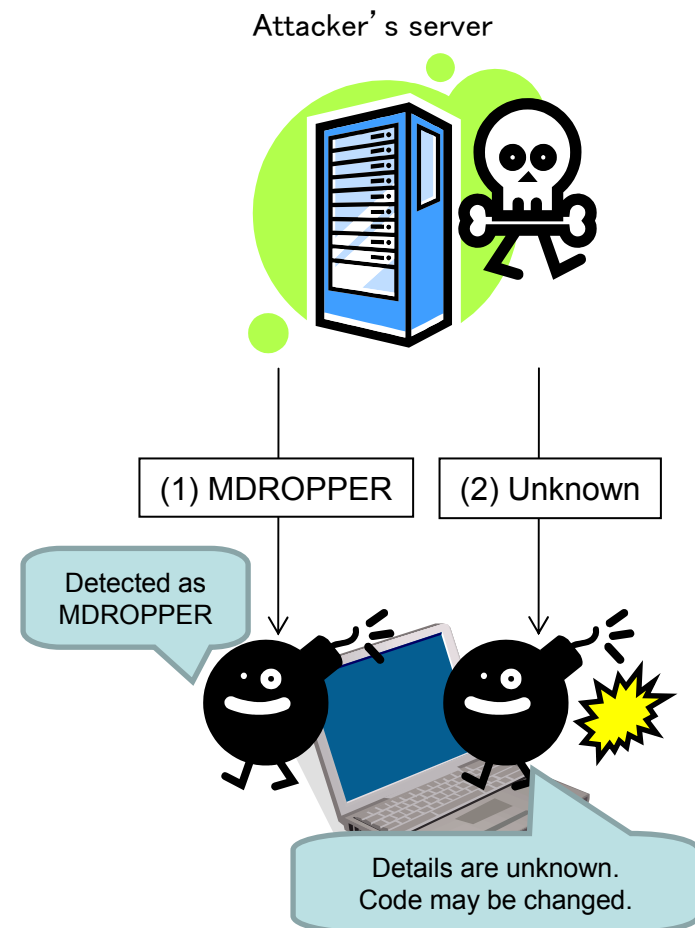 Attacker’s server
(1) MDROPPER
(2) Unknown
Detected as
MDROPPER
Details are unknown.
Code may be changed.